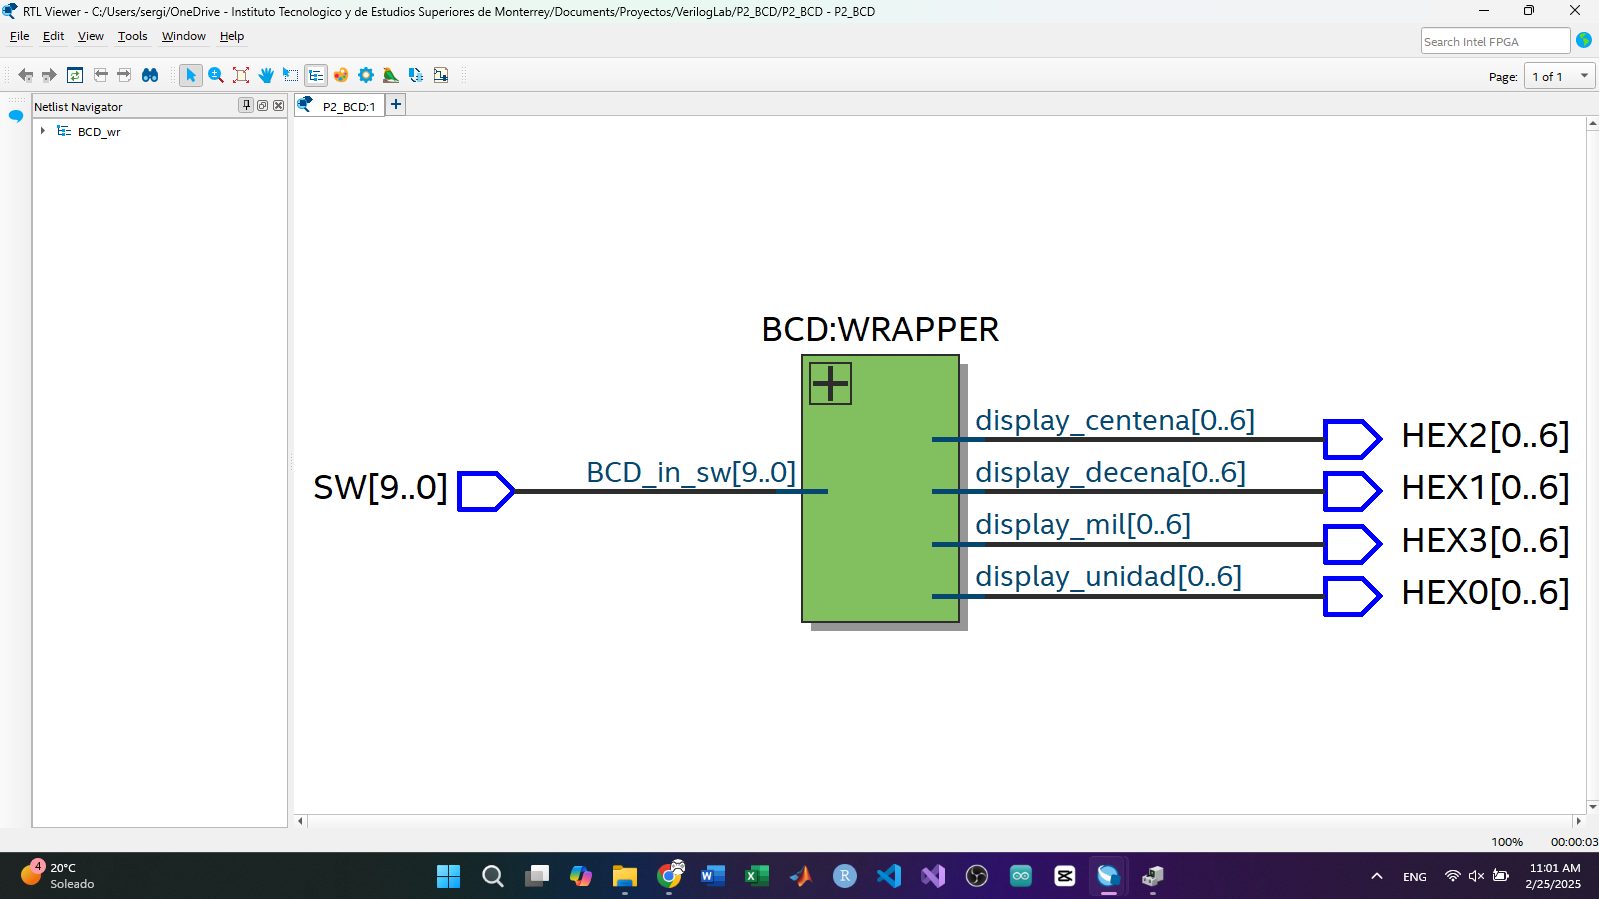 RTL Viewer - C:/Users/sergi/OneDrive - Instituto Tecnologico y de Estudios Superiores de Monterrey/Documents/Proyectos/VerilogLab/P2_BCD/P2_BCD - P2_BCD
File Edit View Tools Window Help
Search Intel FPGA
Page: 1 of 1
Netlist Navigator
P2_BCD:1
BCD_wr
BCD:WRAPPER
display_centena[0..6] HEX2[0..6]
SW[9..0] BCD_in_sw[9..0] display_decena[0..6] HEX1[0..6]
display_mil[0..6] HEX3[0..6]
display_unidad[0..6] HEX0[0..6]
100% 00:00:03
4 20°C
Soleado
ENG
11:01 AM
2/25/2025